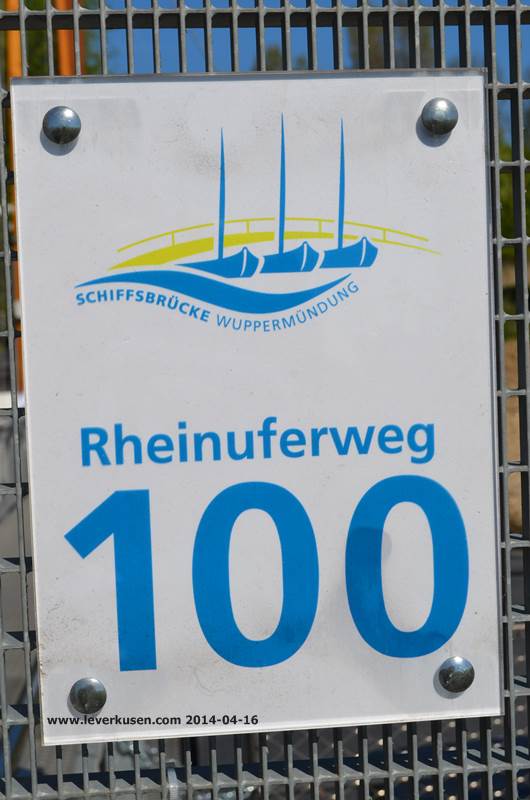 SCHIFFSBRÜCKE WUPPERMÜNDUNG
Rheinuferweg
100
www.leverkusen.com 2014-04-16